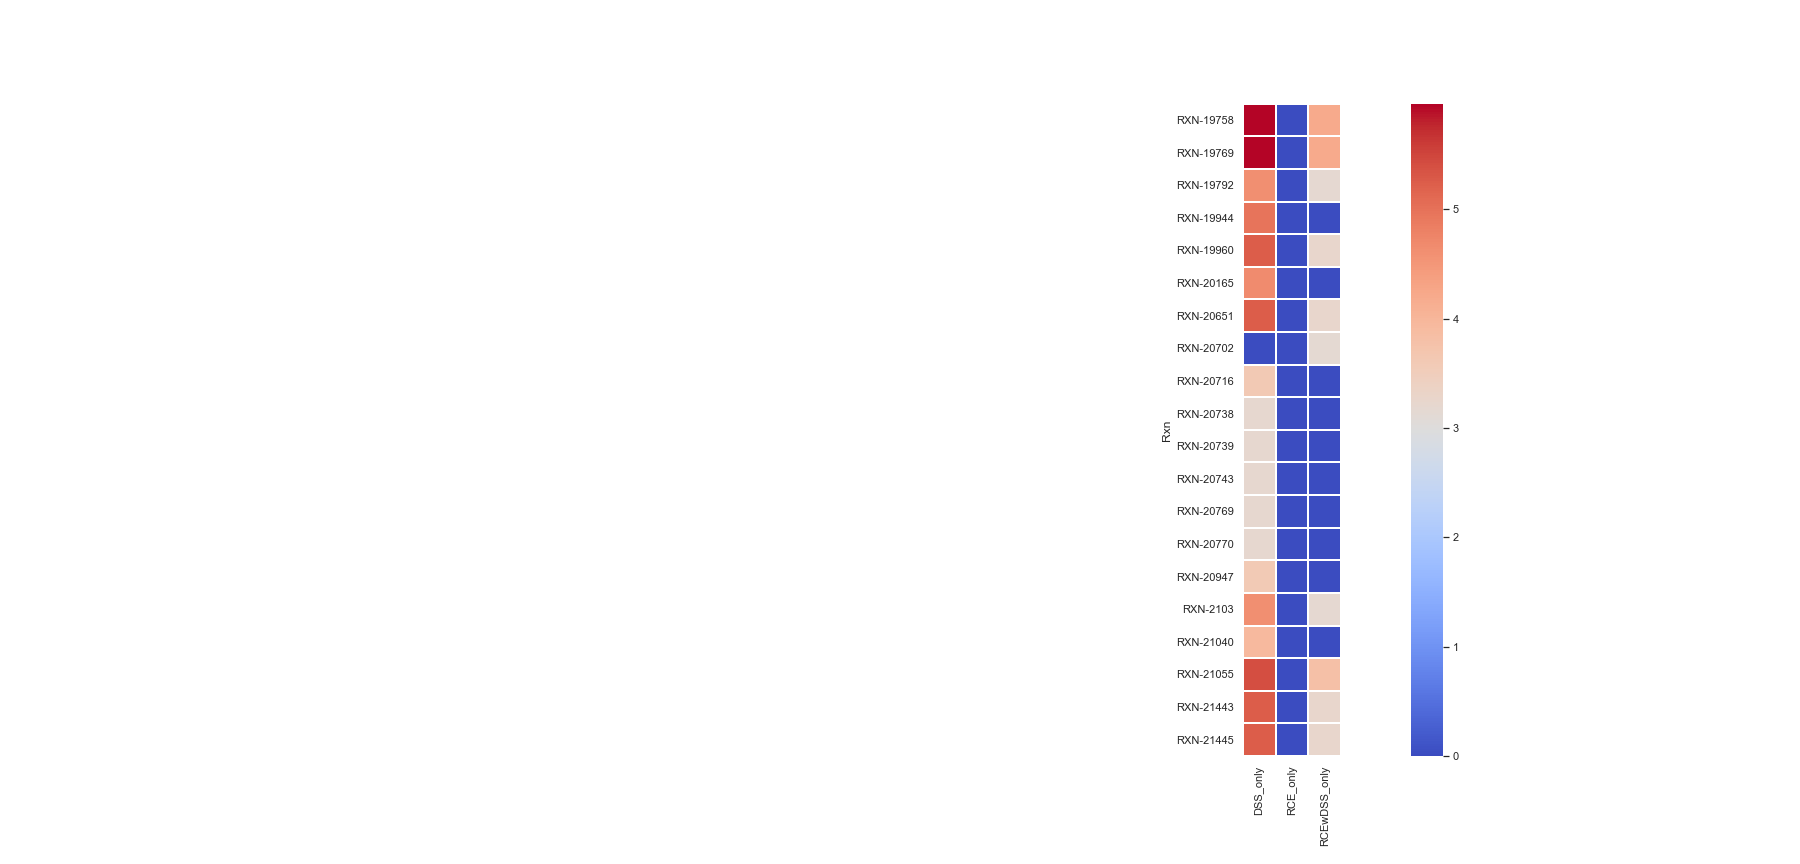 RXN-19758
RXN-19769
RXN-19792
RXN-19944
RXN-19960
RXN-20165
RXN-20651
RXN-20702
RXN-20716
RXN-20738
RXN-20739
RXN-20743
RXN-20769
RXN-20770
RXN-20947
RXN-2103
RXN-21040
RXN-21055
RXN-21443
RXN-21445
Rxn
DSS_only
RCE_only
RCEwDSS_only
5
4
3
2
1
0